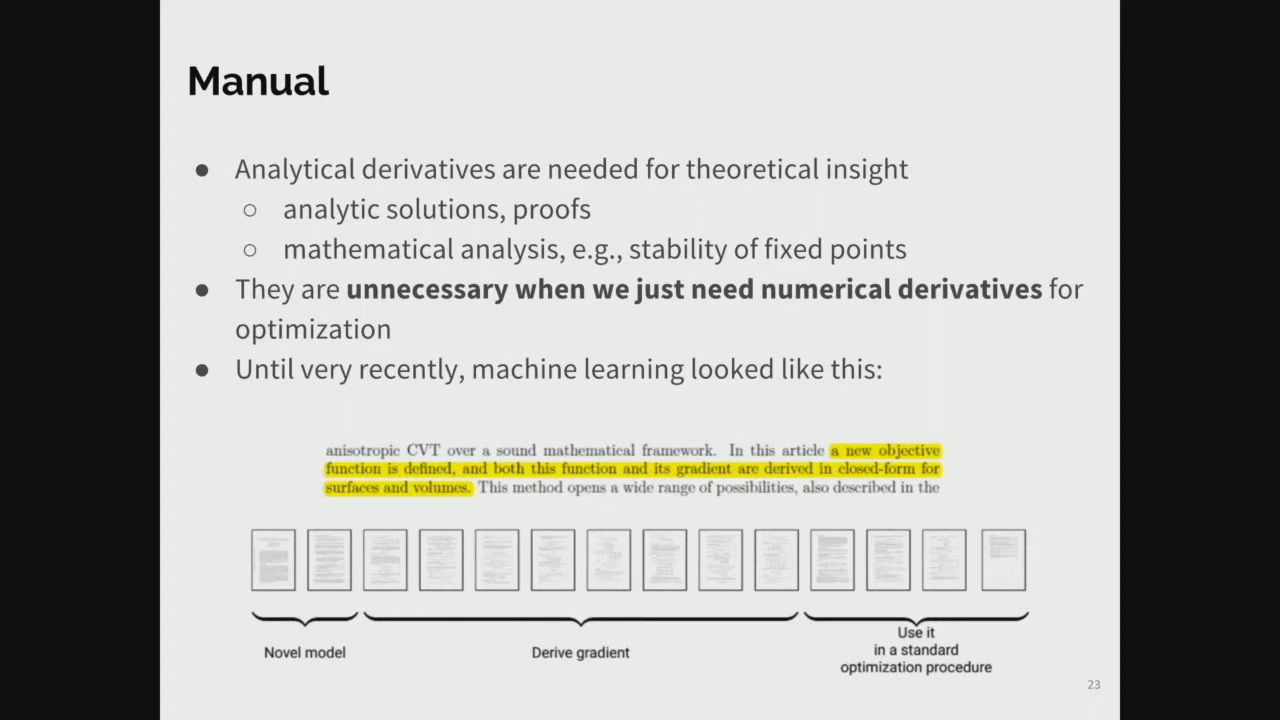 Manual
● Analytical derivatives are needed for theoretical insight
○ analytic solutions, proofs
○ mathematical analysis, e.g., stability of fixed points
● They are unnecessary when we just need numerical derivatives for
optimization
● Until very recently, machine learning looked like this:
anisotropic CVT over a sound mathematical framework. In this article a new objective
function is defined, and both this function and its gradient are derived in closed-form for
surfaces and volumes. This method opens a wide range of possibilities, also described in the
Novel model
Derive gradient
Use it
in a standard
optimization procedure
23